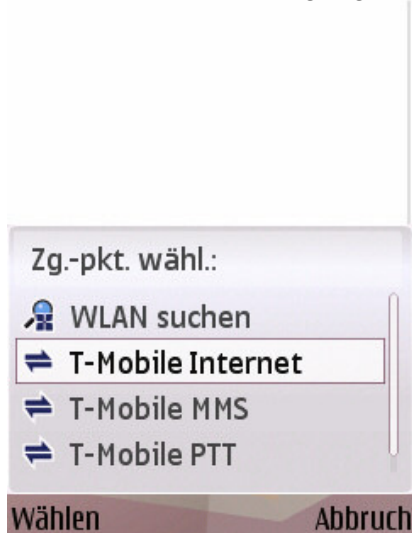 Zg.-pkt. wähl.:
WLAN suchen
T-Mobile Internet
T-Mobile MMS
T-Mobile PTT
Wählen Abbruch